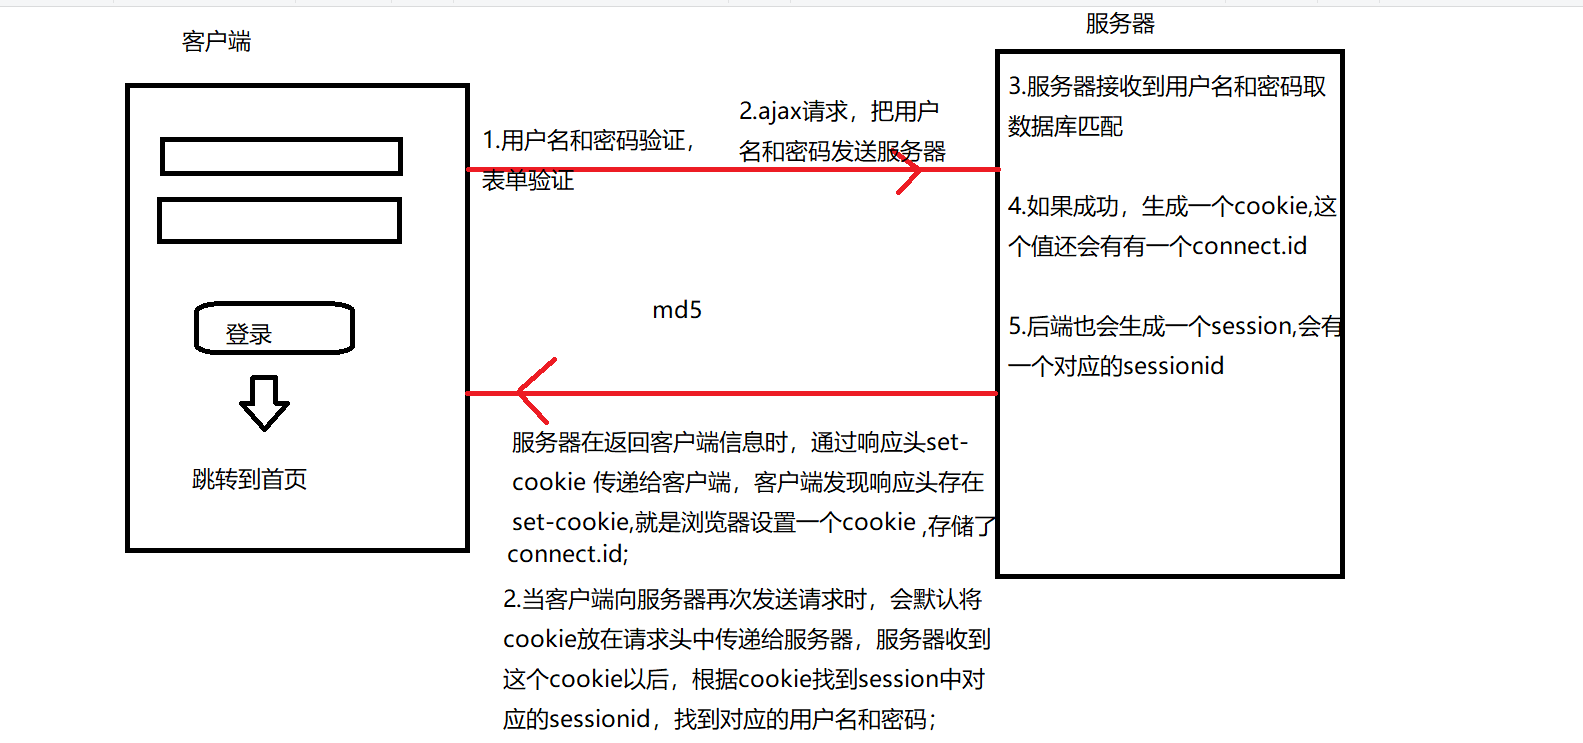 客户端
服务器
1.用户名和密码验证，
表单验证
2.ajax请求，把用户
名和密码发送服务器
3.服务器接收到用户名和密码取
数据库匹配
4.如果成功，生成一个cookie,这
个值还会有有一个connect.id
5.后端也会生成一个session,会有
一个对应的sessionid
md5
登录
跳转到首页
服务器在返回客户端信息时，通过响应头set-
cookie 传递给客户端，客户端发现响应头存在
set-cookie,就是浏览器设置一个cookie ,存储了
connect.id;
2.当客户端向服务器再次发送请求时，会默认将
cookie放在请求头中传递给服务器，服务器收到
这个cookie以后，根据cookie找到session中对
应的sessionid，找到对应的用户名和密码；